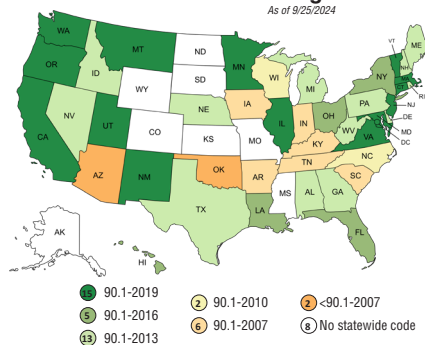 As of 9/25/2024
WA
OR
CA
ID
NV
MT
WY
UT
AZ
CO
NM
ND
SD
NE
KS
OK
TX
MN
IA
MO
AR
LA
WI
IL
MI
IN
OH
KY
TN
MS
AL
GA
FL
SC
NC
VA
WV
PA
NY
VT
NH
ME
MA
CT
RI
NJ
DE
MD
DC
AK
HI
15 90.1-2019
5 90.1-2016
13 90.1-2013
2 90.1-2010
6 90.1-2007
2 <90.1-2007
8 No statewide code